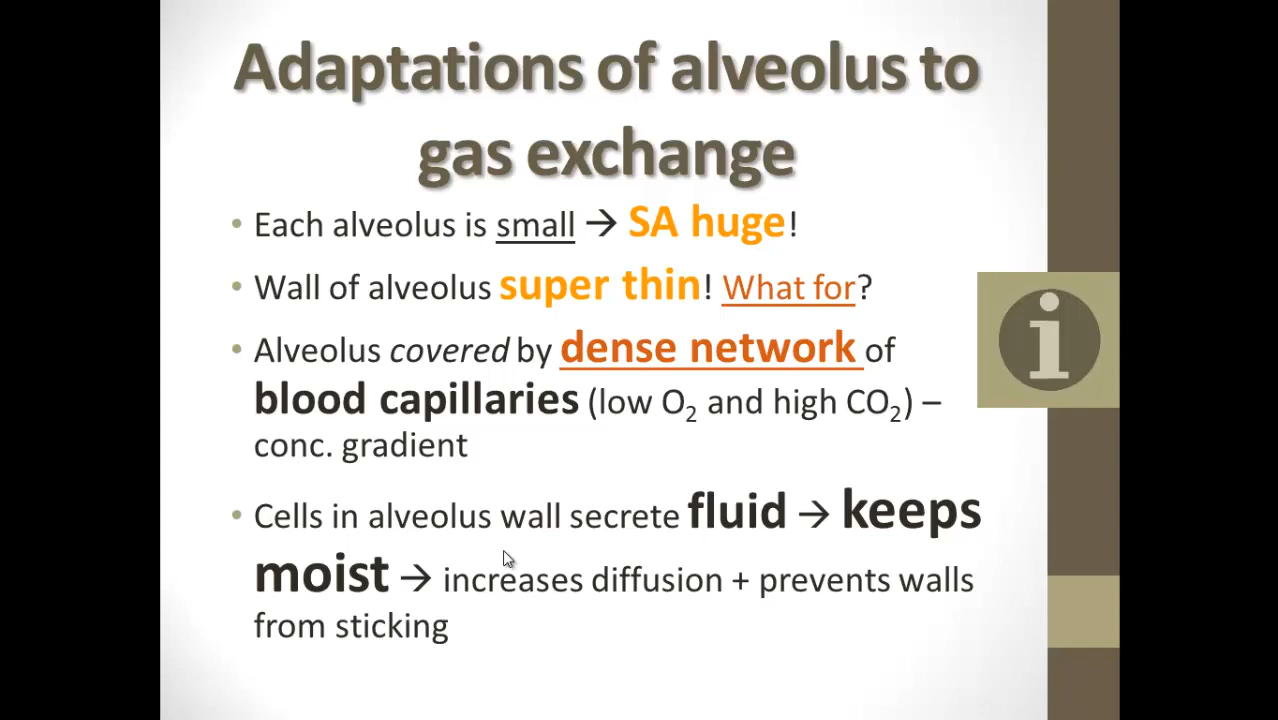 Adaptations of alveolus to
gas exchange
• Each alveolus is small → SA huge!
• Wall of alveolus super thin! What for?
• Alveolus covered by dense network of
blood capillaries (low O₂ and high CO₂) –
conc. gradient
• Cells in alveolus wall secrete fluid → keeps
moist → increases diffusion + prevents walls
from sticking
i